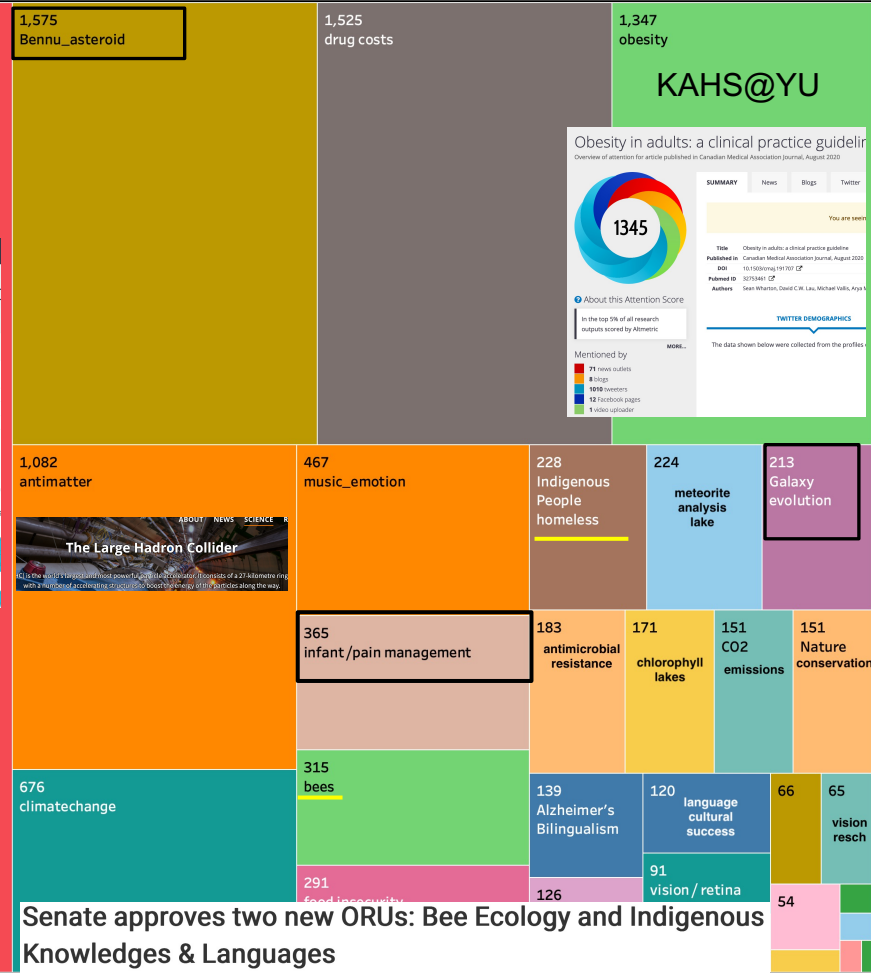 1,575
Bennu_asteroid
1,525
drug costs
1,347
obesity
KAHS@YU
Obesity in adults: a clinical practice guidelin
Overview of attention for article published in Canadian Medical Association Journal, August 2020
1345
SUMMARY News Blogs Twitter
You are seein
Title Obesity in adults: a clinical practice guideline
Published in Canadian Medical Association Journal, August 2020
DOI 10.1503/cmaj.191707
Pubmed ID 32753461
Authors Sean Wharton, David C.W. Lau, Michael Vallis, Arya
About this Attention Score
In the top 5% of all research
outputs scored by Altmetric
MORE...
Mentioned by
71 news outlets
8 blogs
1010 tweeters
12 Facebook pages
1 video uploader
TWITTER DEMOGRAPHICS
The data shown below were collected from the profiles
1,082
antimatter
ABOUT NEWS SCIENCE R
The Large Hadron Collider
is the world's largest and most powerful particle accelerator. It consists of a 27-kilometre ring
with a number of accelerating structures to boost the energy of the particles along the way.
467
music_emotion
228
Indigenous
People
homeless
224
meteorite
analysis
lake
213
Galaxy
evolution
365
infant/pain management
183
antimicrobial
resistance
171
chlorophyll
lakes
151
CO2
emissions
151
Nature
conservation
676
climatechange
315
bees
139
Alzheimer's
Bilingualism
120
language
cultural
success
66
65
vision
resch
291
food insecurity
126
91
vision / retina
54
Senate approves two new ORUs: Bee Ecology and Indigenous
Knowledges & Languages